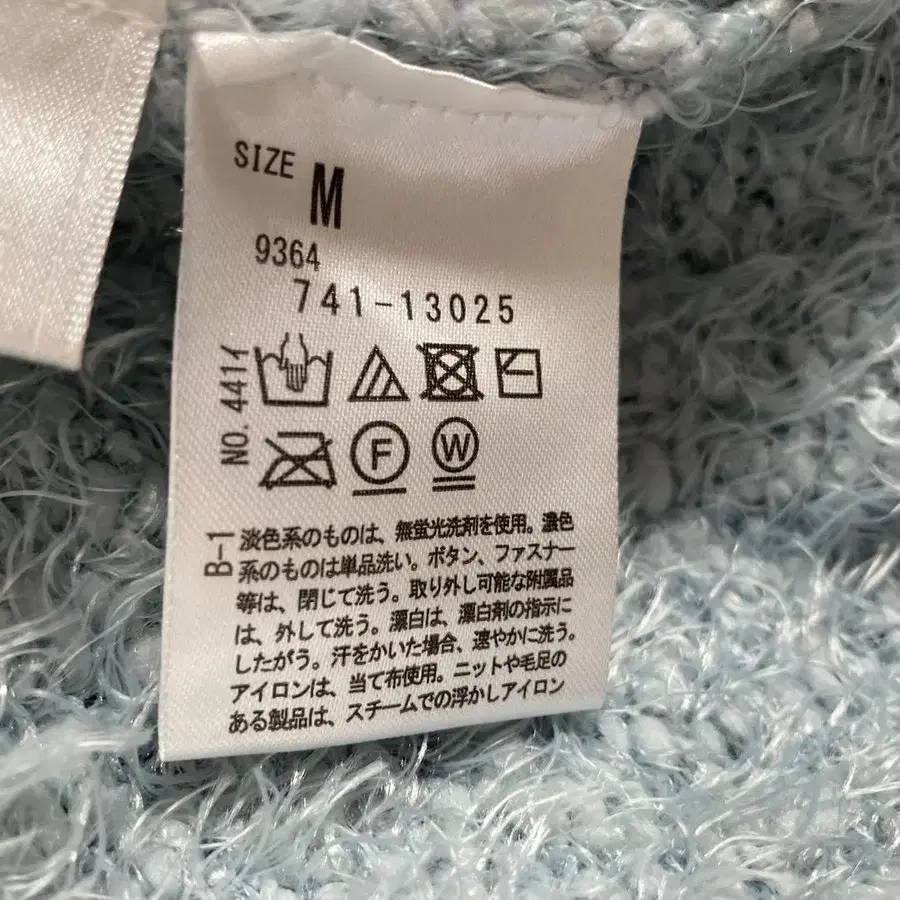 SIZE M
9364
741-13025
NO. 441イ
F W
B-1
淡色系のものは、無蛍光洗剤を使用。濃色
系のものは単品洗い。ボタン、ファスナー
等は、閉じて洗う。取り外し可能な附属品
は、外して洗う。漂白は、漂白剤の指示に
したがう。汗をかいた場合、速やかに洗う。
アイロンは、当て布使用。ニットや毛足の
ある製品は、スチームでの浮かしアイロン